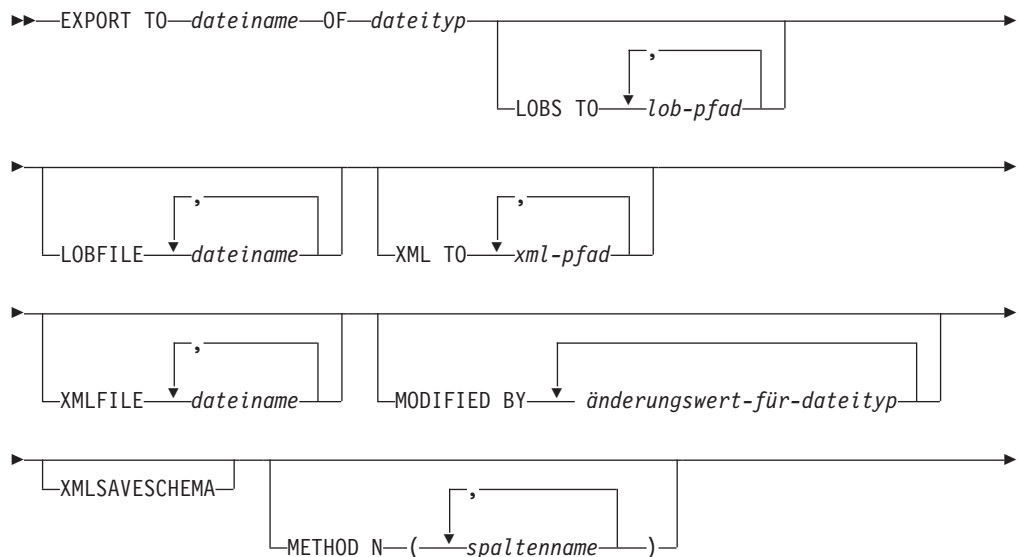 EXPORT TO dateiname OF dateityp
,
LOBS TO lob-pfad
, ,
LOBFILE dateiname XML TO xml-pfad
,
XMLFILE dateiname MODIFIED BY änderungswert-für-dateityp
XMLSAVESCHEMA ,
METHOD N ( spaltenname )